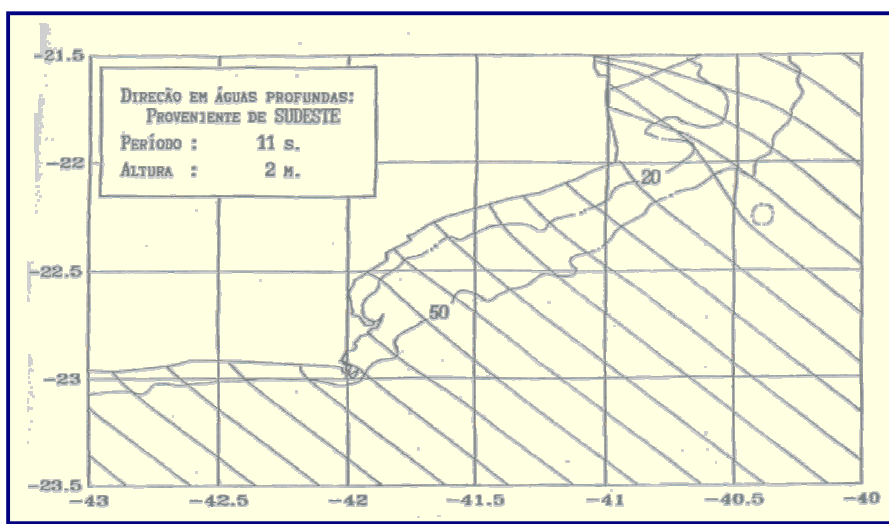 -21.5
DIREÇÃO EM ÁGUAS PROFUNDAS:
PROVENIENTE DE SUDESTE
PERÍODO : 11 S.
ALTURA : 2 M.
-22
20
-22.5
50
-23
-23.5
-43 -42.5 -42 -41.5 -41 -40.5 -40